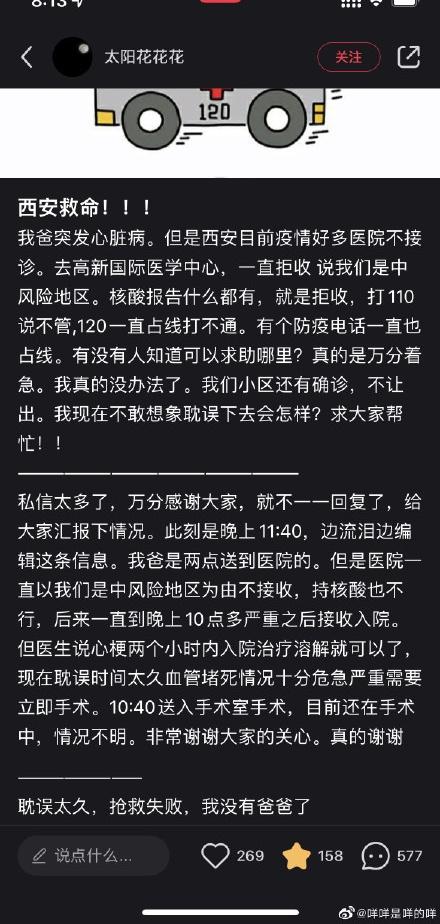 8:13
太阳花花花
关注
120
西安救命！！！
我爸突发心脏病。但是西安目前疫情好多医院不接
诊。去高新国际医学中心，一直拒收 说我们是中
风险地区。核酸报告什么都有，就是拒收，打110
说不管,120一直占线打不通。有个防疫电话一直也
占线。有没有人知道可以求助哪里？真的是万分着
急。我真的没办法了。我们小区还有确诊，不让
出。我现在不敢想象耽误下去会怎样？求大家帮
忙！！
私信太多了，万分感谢大家，就不一一回复了，给
大家汇报下情况。此刻是晚上11:40，边流泪边编
辑这条信息。我爸是两点送到医院的。但是医院一
直以我们是中风险地区为由不接收，持核酸也不
行，后来一直到晚上10点多严重之后接收入院。
但医生说心梗两个小时内入院治疗溶解就可以了，
现在耽误时间太久血管堵死情况十分危急严重需要
立即手术。10:40送入手术室手术，目前还在手术
中，情况不明。非常谢谢大家的关心。真的谢谢
耽误太久，抢救失败，我没有爸爸了
说点什么...
269
158
577
@咩咩是咩的咩